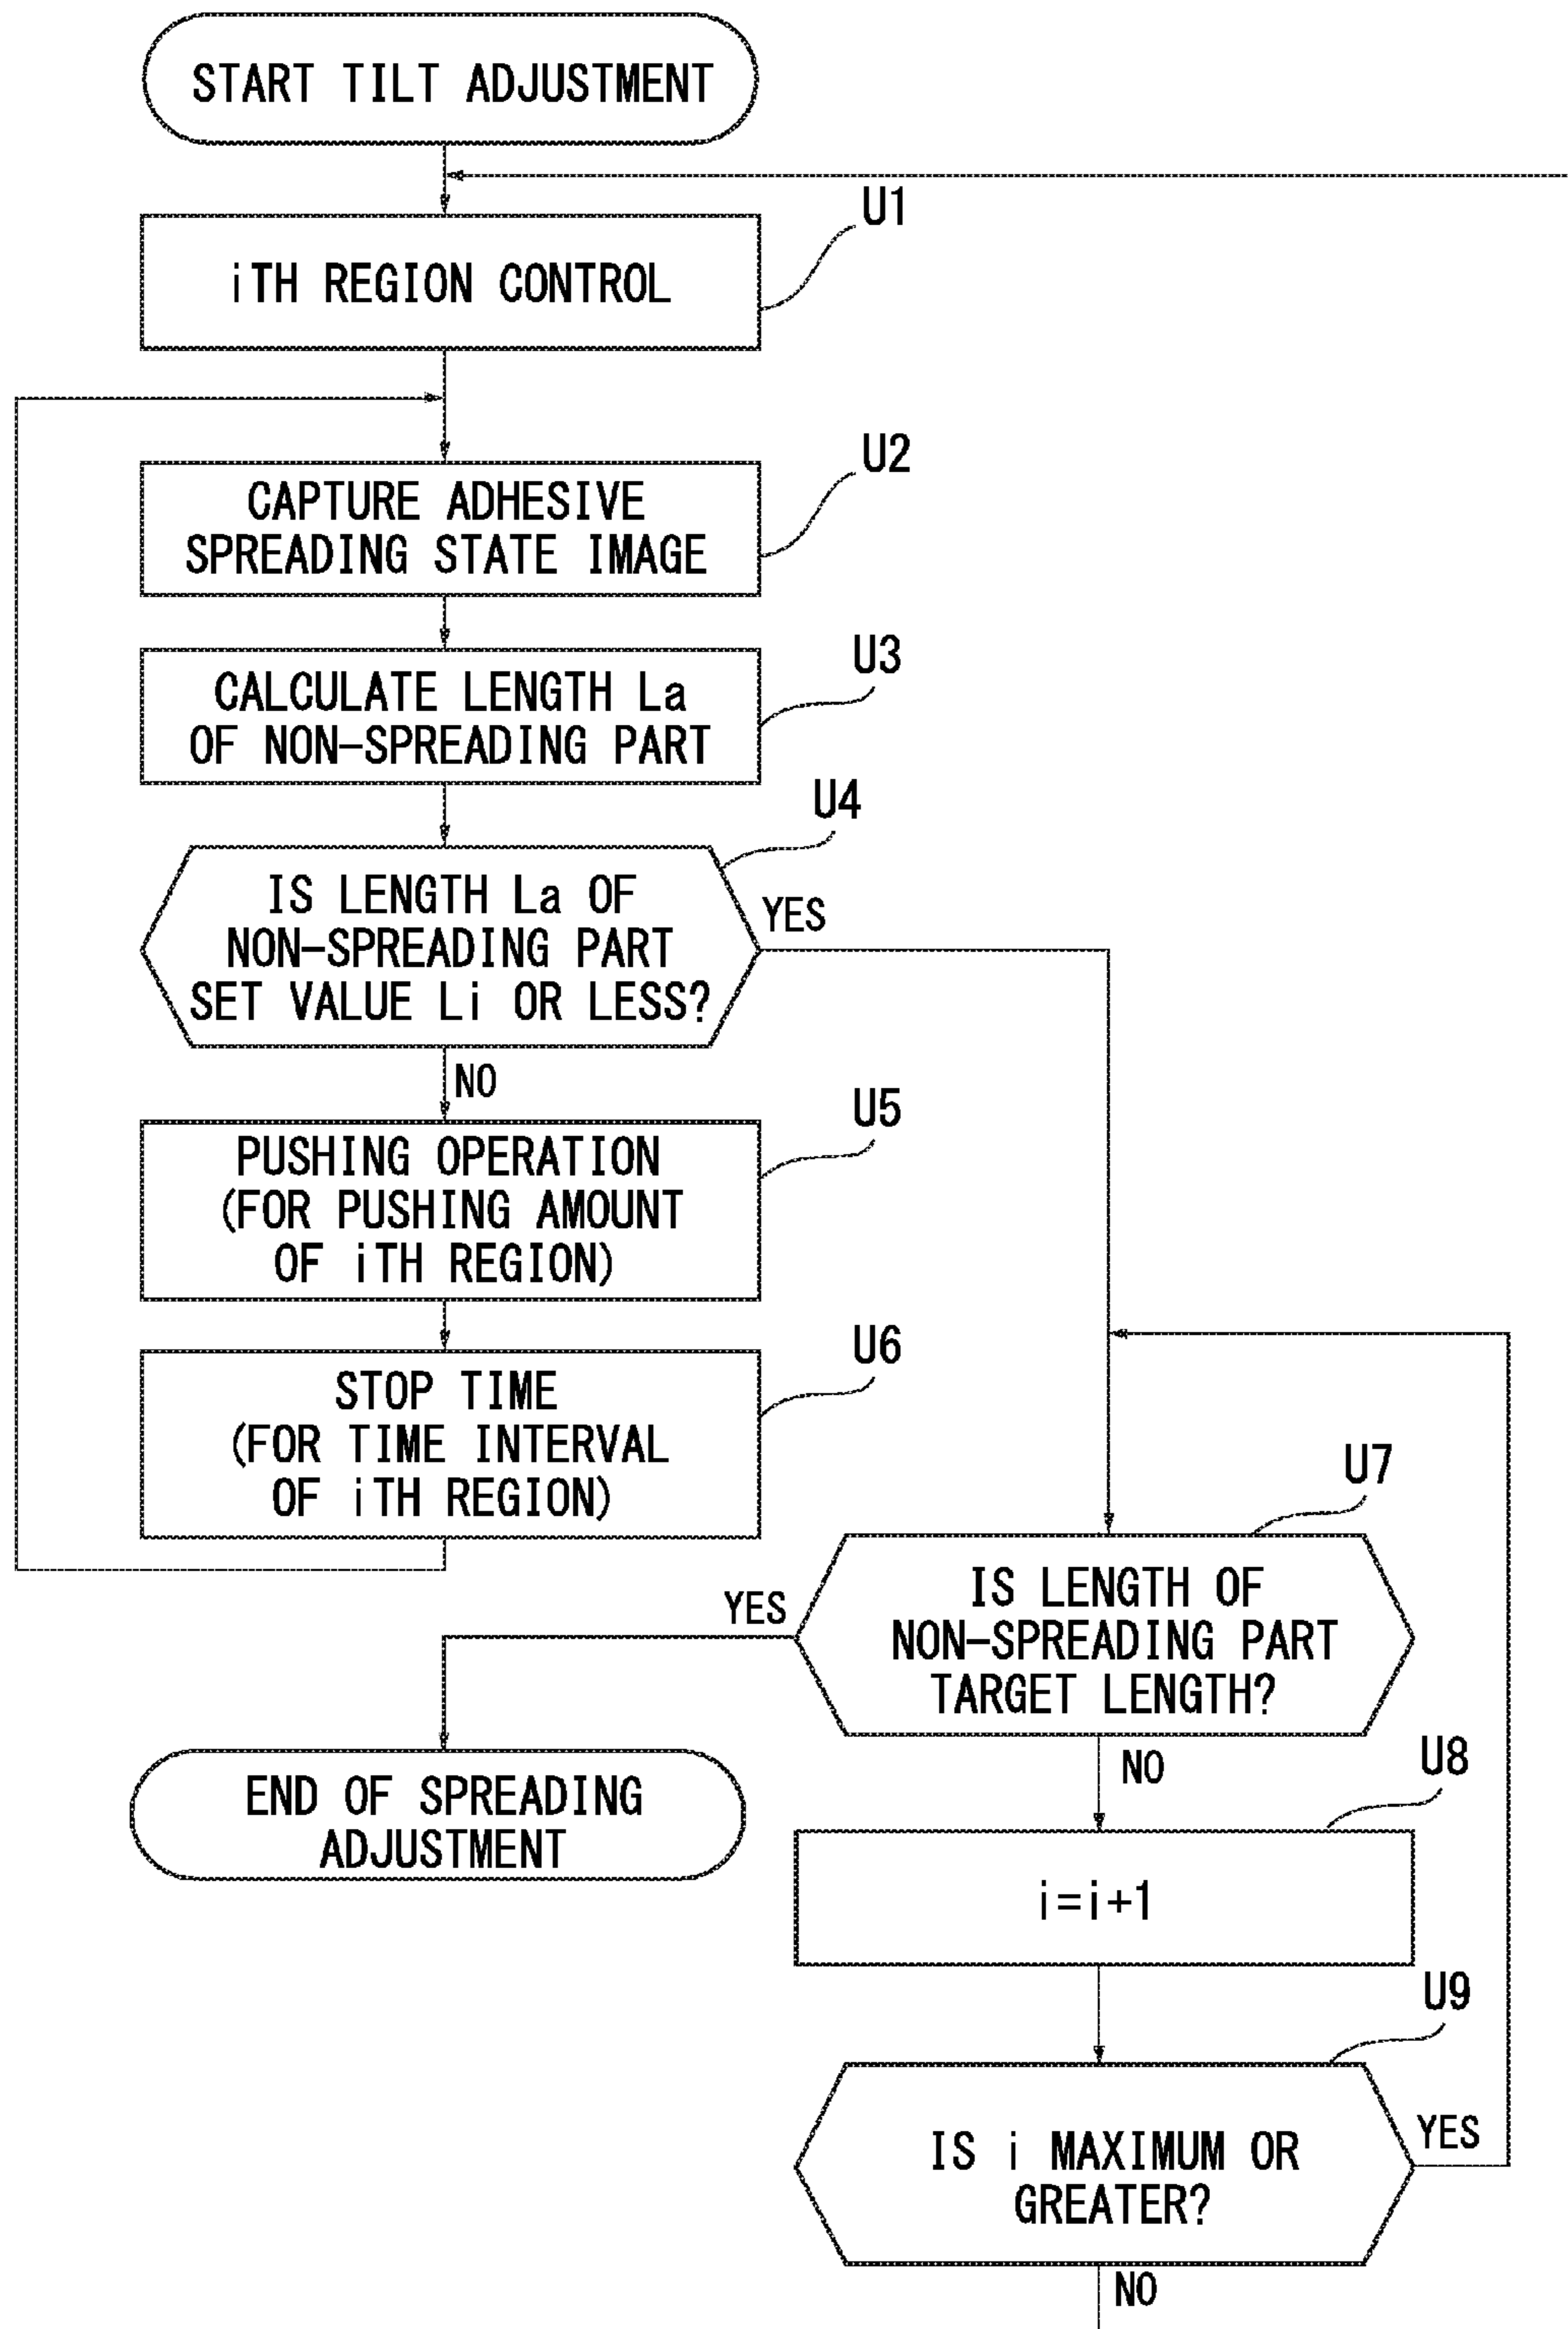 START TILT ADJUSTMENT
U1
iTH REGION CONTROL
U2
CAPTURE ADHESIVE
SPREADING STATE IMAGE
U3
CALCULATE LENGTH La
OF NON-SPREADING PART
U4
IS LENGTH La OF
NON-SPREADING PART
SET VALUE Li OR LESS?
YES
NO
U5
PUSHING OPERATION
(FOR PUSHING AMOUNT
OF iTH REGION)
U6
STOP TIME
(FOR TIME INTERVAL
OF iTH REGION)
U7
IS LENGTH OF
NON-SPREADING PART
TARGET LENGTH?
YES
NO
END OF SPREADING
ADJUSTMENT
U8
i=i+1
U9
IS i MAXIMUM OR
GREATER?
YES
NO